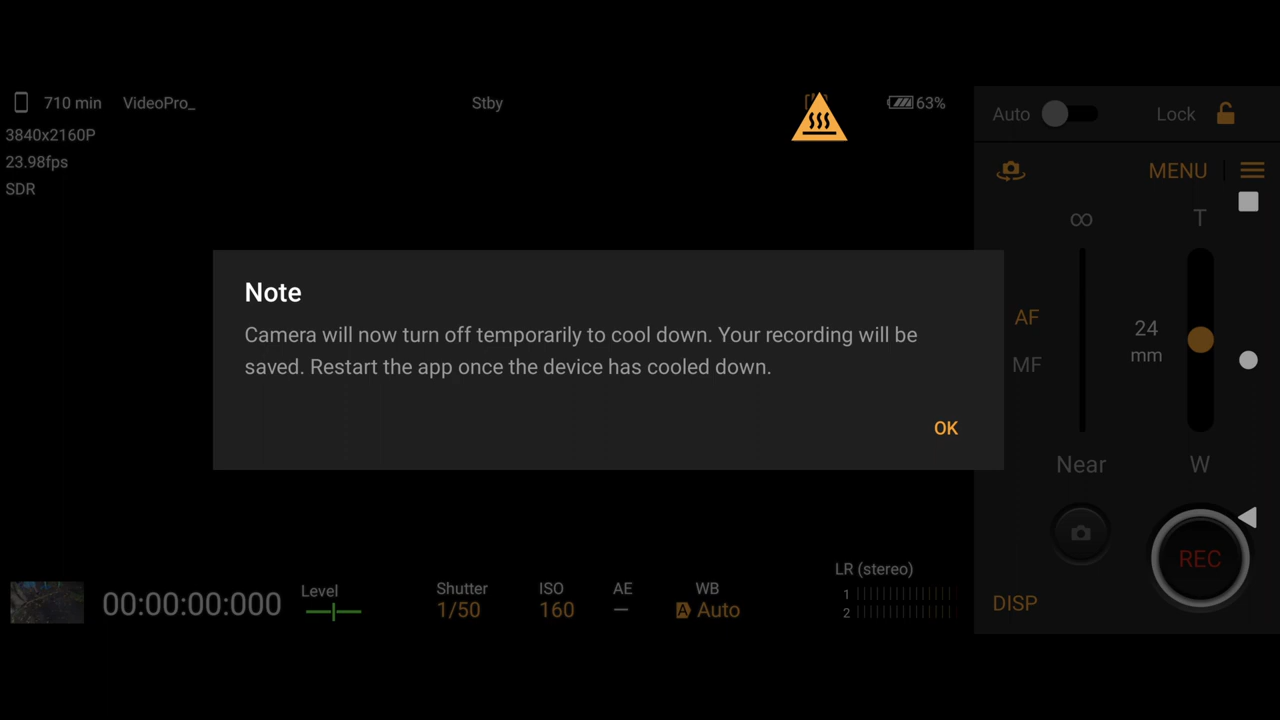 710 min VideoPro_ Stby 63%
3840x2160P
23.98fps
SDR
Auto Lock
MENU
∞ T
Note
Camera will now turn off temporarily to cool down. Your recording will be
saved. Restart the app once the device has cooled down.
OK
AF
MF
24
mm
Near W
REC
DISP
00:00:00:000
Level
Shutter ISO AE WB
1/50 160 — A Auto
LR (stereo)
1
2